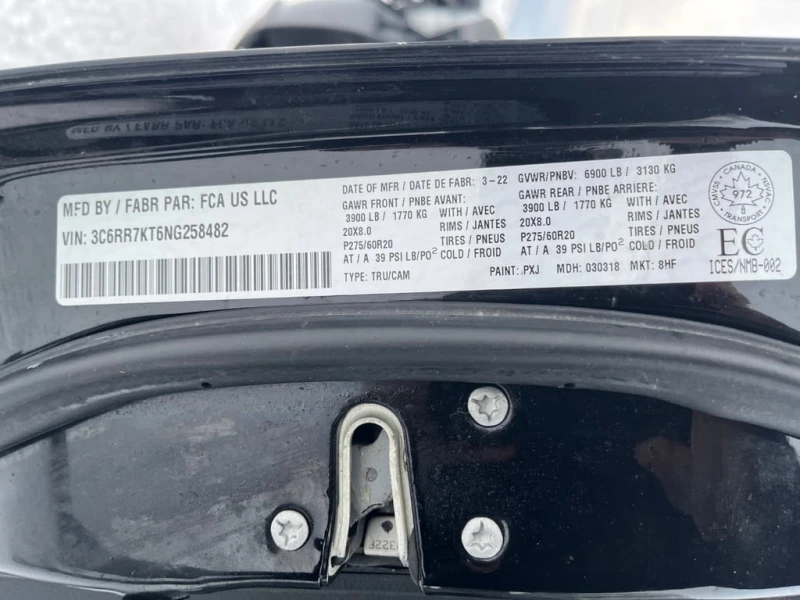 MFD BY / FABR PAR: FCA US LLC
VIN: 3C6RR7KT6NG258482
DATE OF MFR / DATE DE FABR: 3-22
GAWR FRONT / PNBE AVANT:
3900 LB / 1770 KG WITH / AVEC
20X8.0 RIMS / JANTES
P275/60R20 TIRES / PNEUS
AT / A 39 PSI LB/PO² COLD / FROID
TYPE: TRU/CAM
GVWR/PNBV: 6900 LB / 3130 KG
GAWR REAR / PNBE ARRIERE:
3900 LB / 1770 KG WITH / AVEC
20X8.0 RIMS / JANTES
P275/60R20 TIRES / PNEUS
AT / A 39 PSI LB/PO² COLD / FROID
PAINT: .PXJ MDH: 030318 MKT: 8HF
CMVSS CANADA NSVAC
972
TRANSPORT
EC
ICES/NMB-002
322F